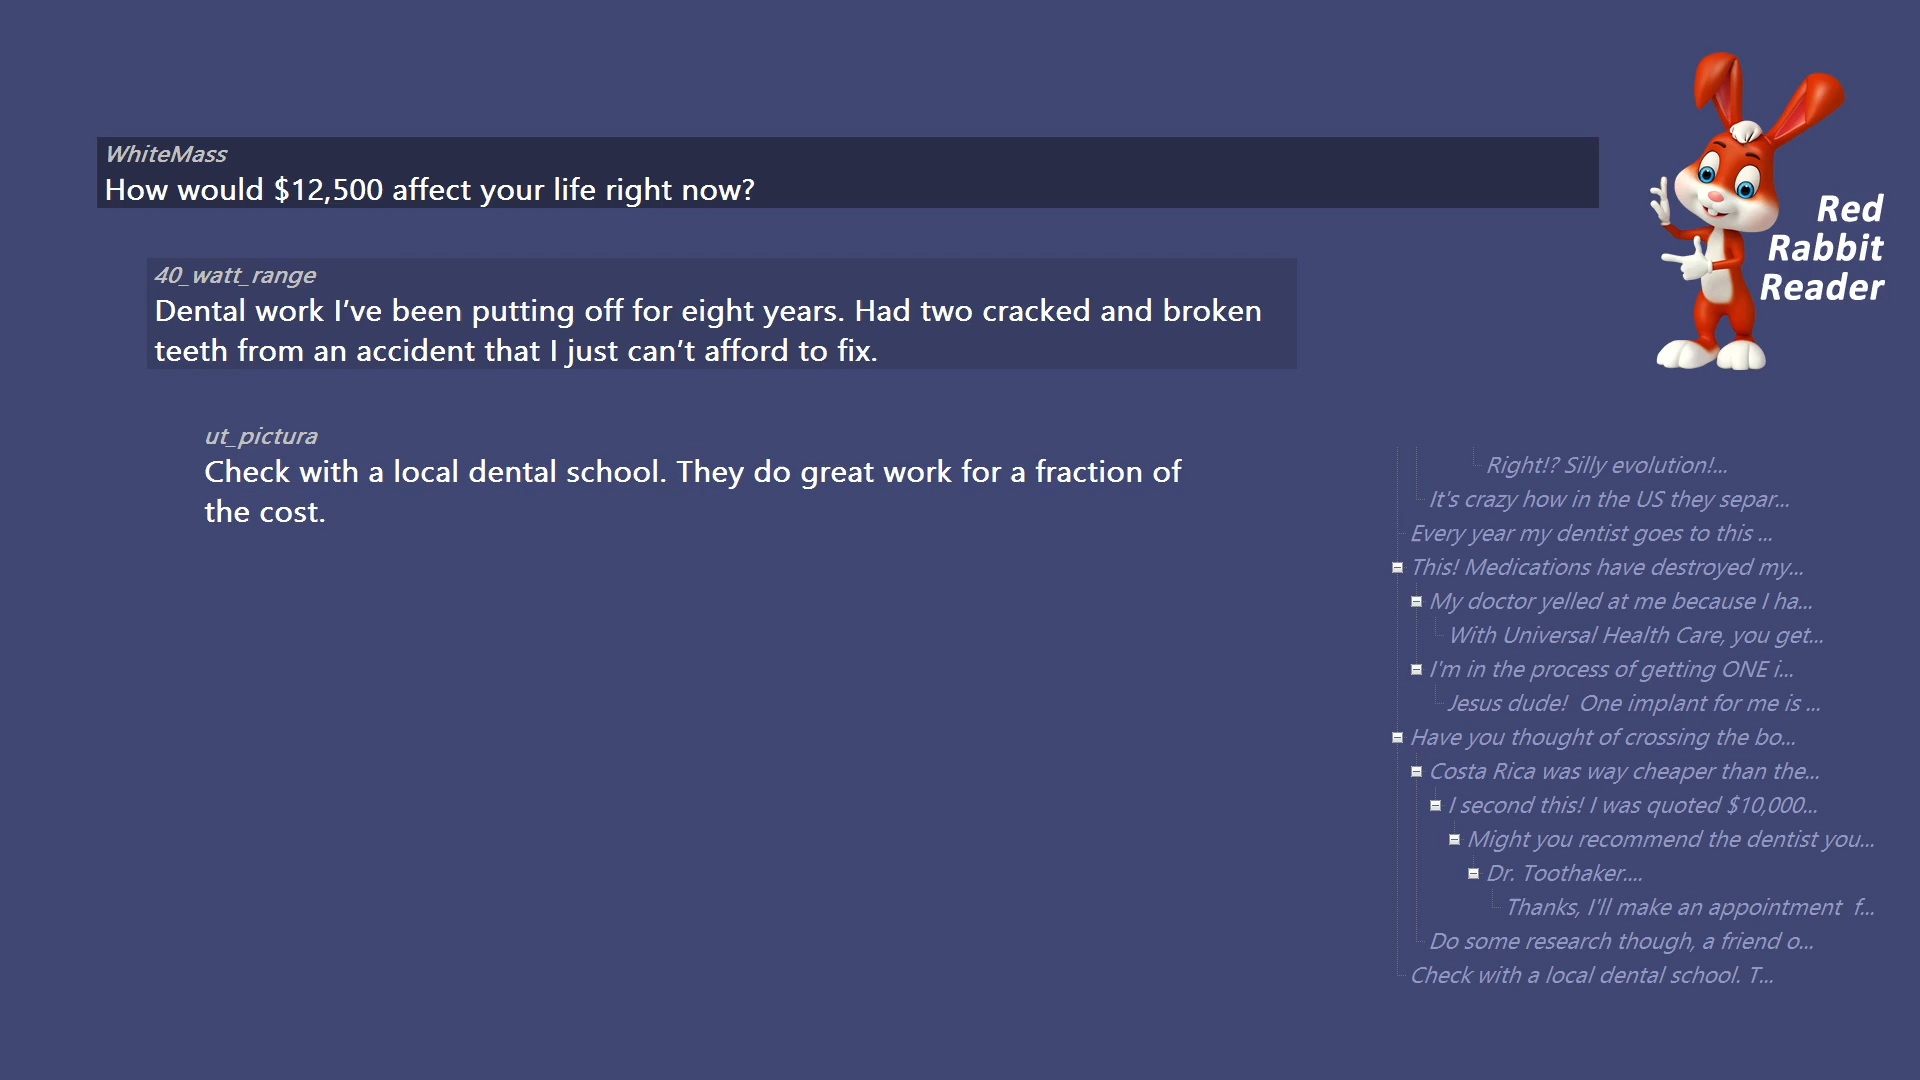 WhiteMass
How would $12,500 affect your life right now?
40_watt_range
Dental work I’ve been putting off for eight years. Had two cracked and broken
teeth from an accident that I just can’t afford to fix.
ut_pictura
Check with a local dental school. They do great work for a fraction of
the cost.
Red
Rabbit
Reader
Right!? Silly evolution!...
It's crazy how in the US they separ...
Every year my dentist goes to this ...
This! Medications have destroyed my...
My doctor yelled at me because I ha...
With Universal Health Care, you get...
I'm in the process of getting ONE i...
Jesus dude!  One implant for me is ...
Have you thought of crossing the bo...
Costa Rica was way cheaper than the...
I second this! I was quoted $10,000...
Might you recommend the dentist you...
Dr. Toothaker....
Thanks, I'll make an appointment  f...
Do some research though, a friend o...
Check with a local dental school. T...